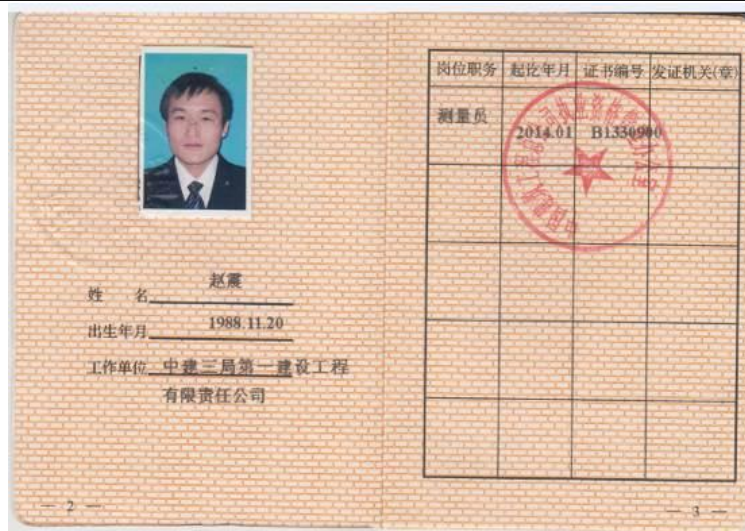 姓 名 赵震
出生年月 1988.11.20
工作单位 中建三局第一建设工程
有限责任公司
— 2 —
岗位职务 起讫年月 证书编号 发证机关(章)
测量员 2014.01 B1330900
— 3 —